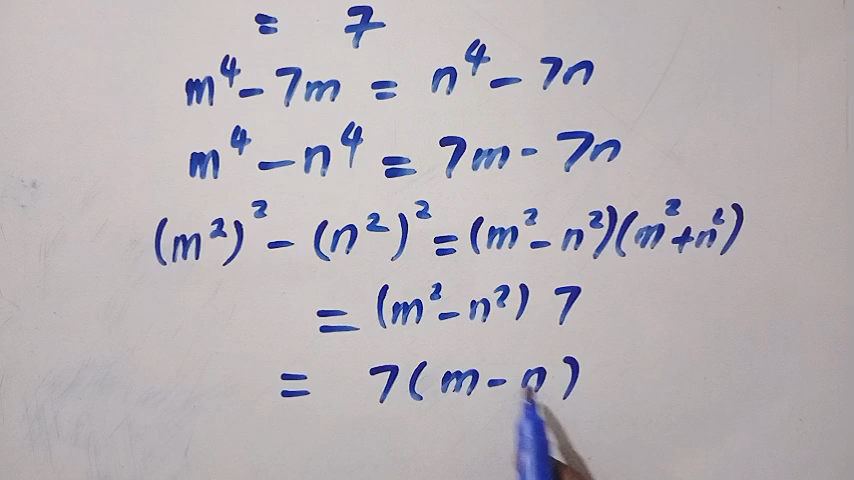 = 7
m⁴ - 7m = n⁴ - 7n
m⁴ - n⁴ = 7m - 7n
(m²)² - (n²)² = (m² - n²)(m² + n²)
= (m² - n²) 7
= 7(m - n)